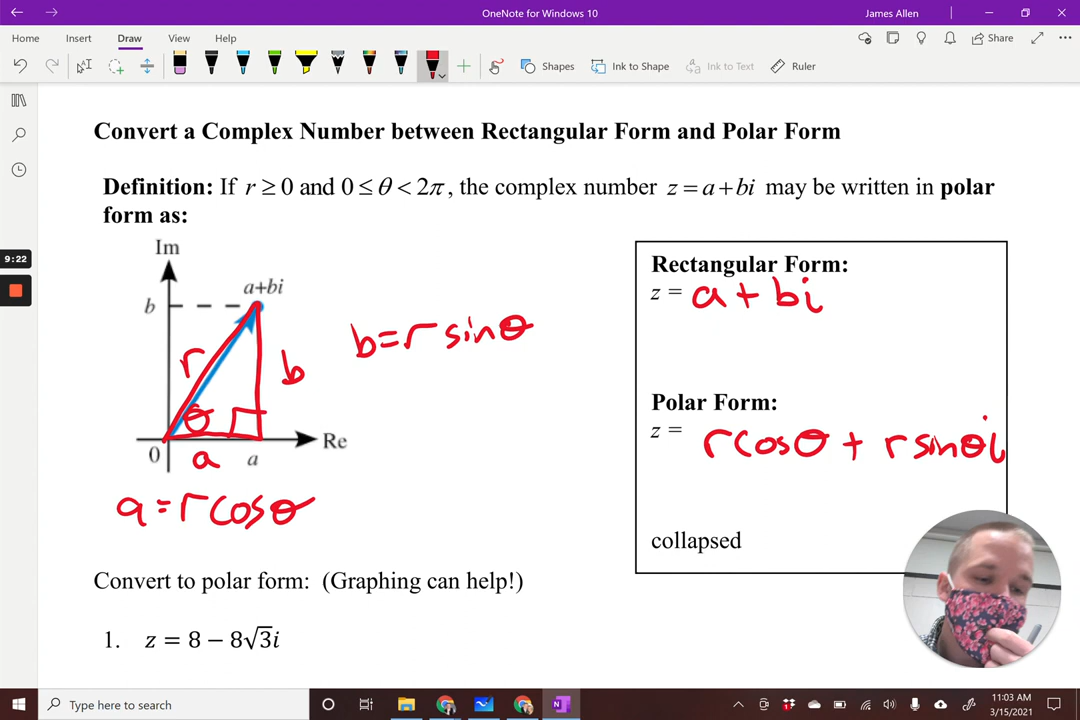 OneNote for Windows 10
James Allen
Home Insert Draw View Help
Share
Shapes Ink to Shape Ink to Text Ruler
Convert a Complex Number between Rectangular Form and Polar Form
Definition: If r ≥ 0 and 0 ≤ θ < 2π, the complex number z = a + bi may be written in polar
form as:
9:22
Im
a+bi
b
r
b
θ
0
a
a
Re
b = r sinθ
a = r cosθ
Rectangular Form:
z = a + bi
Polar Form:
z = r cosθ + r sinθi
collapsed
Convert to polar form: (Graphing can help!)
1. z = 8 − 8√3i
Type here to search
11:03 AM
3/15/2021